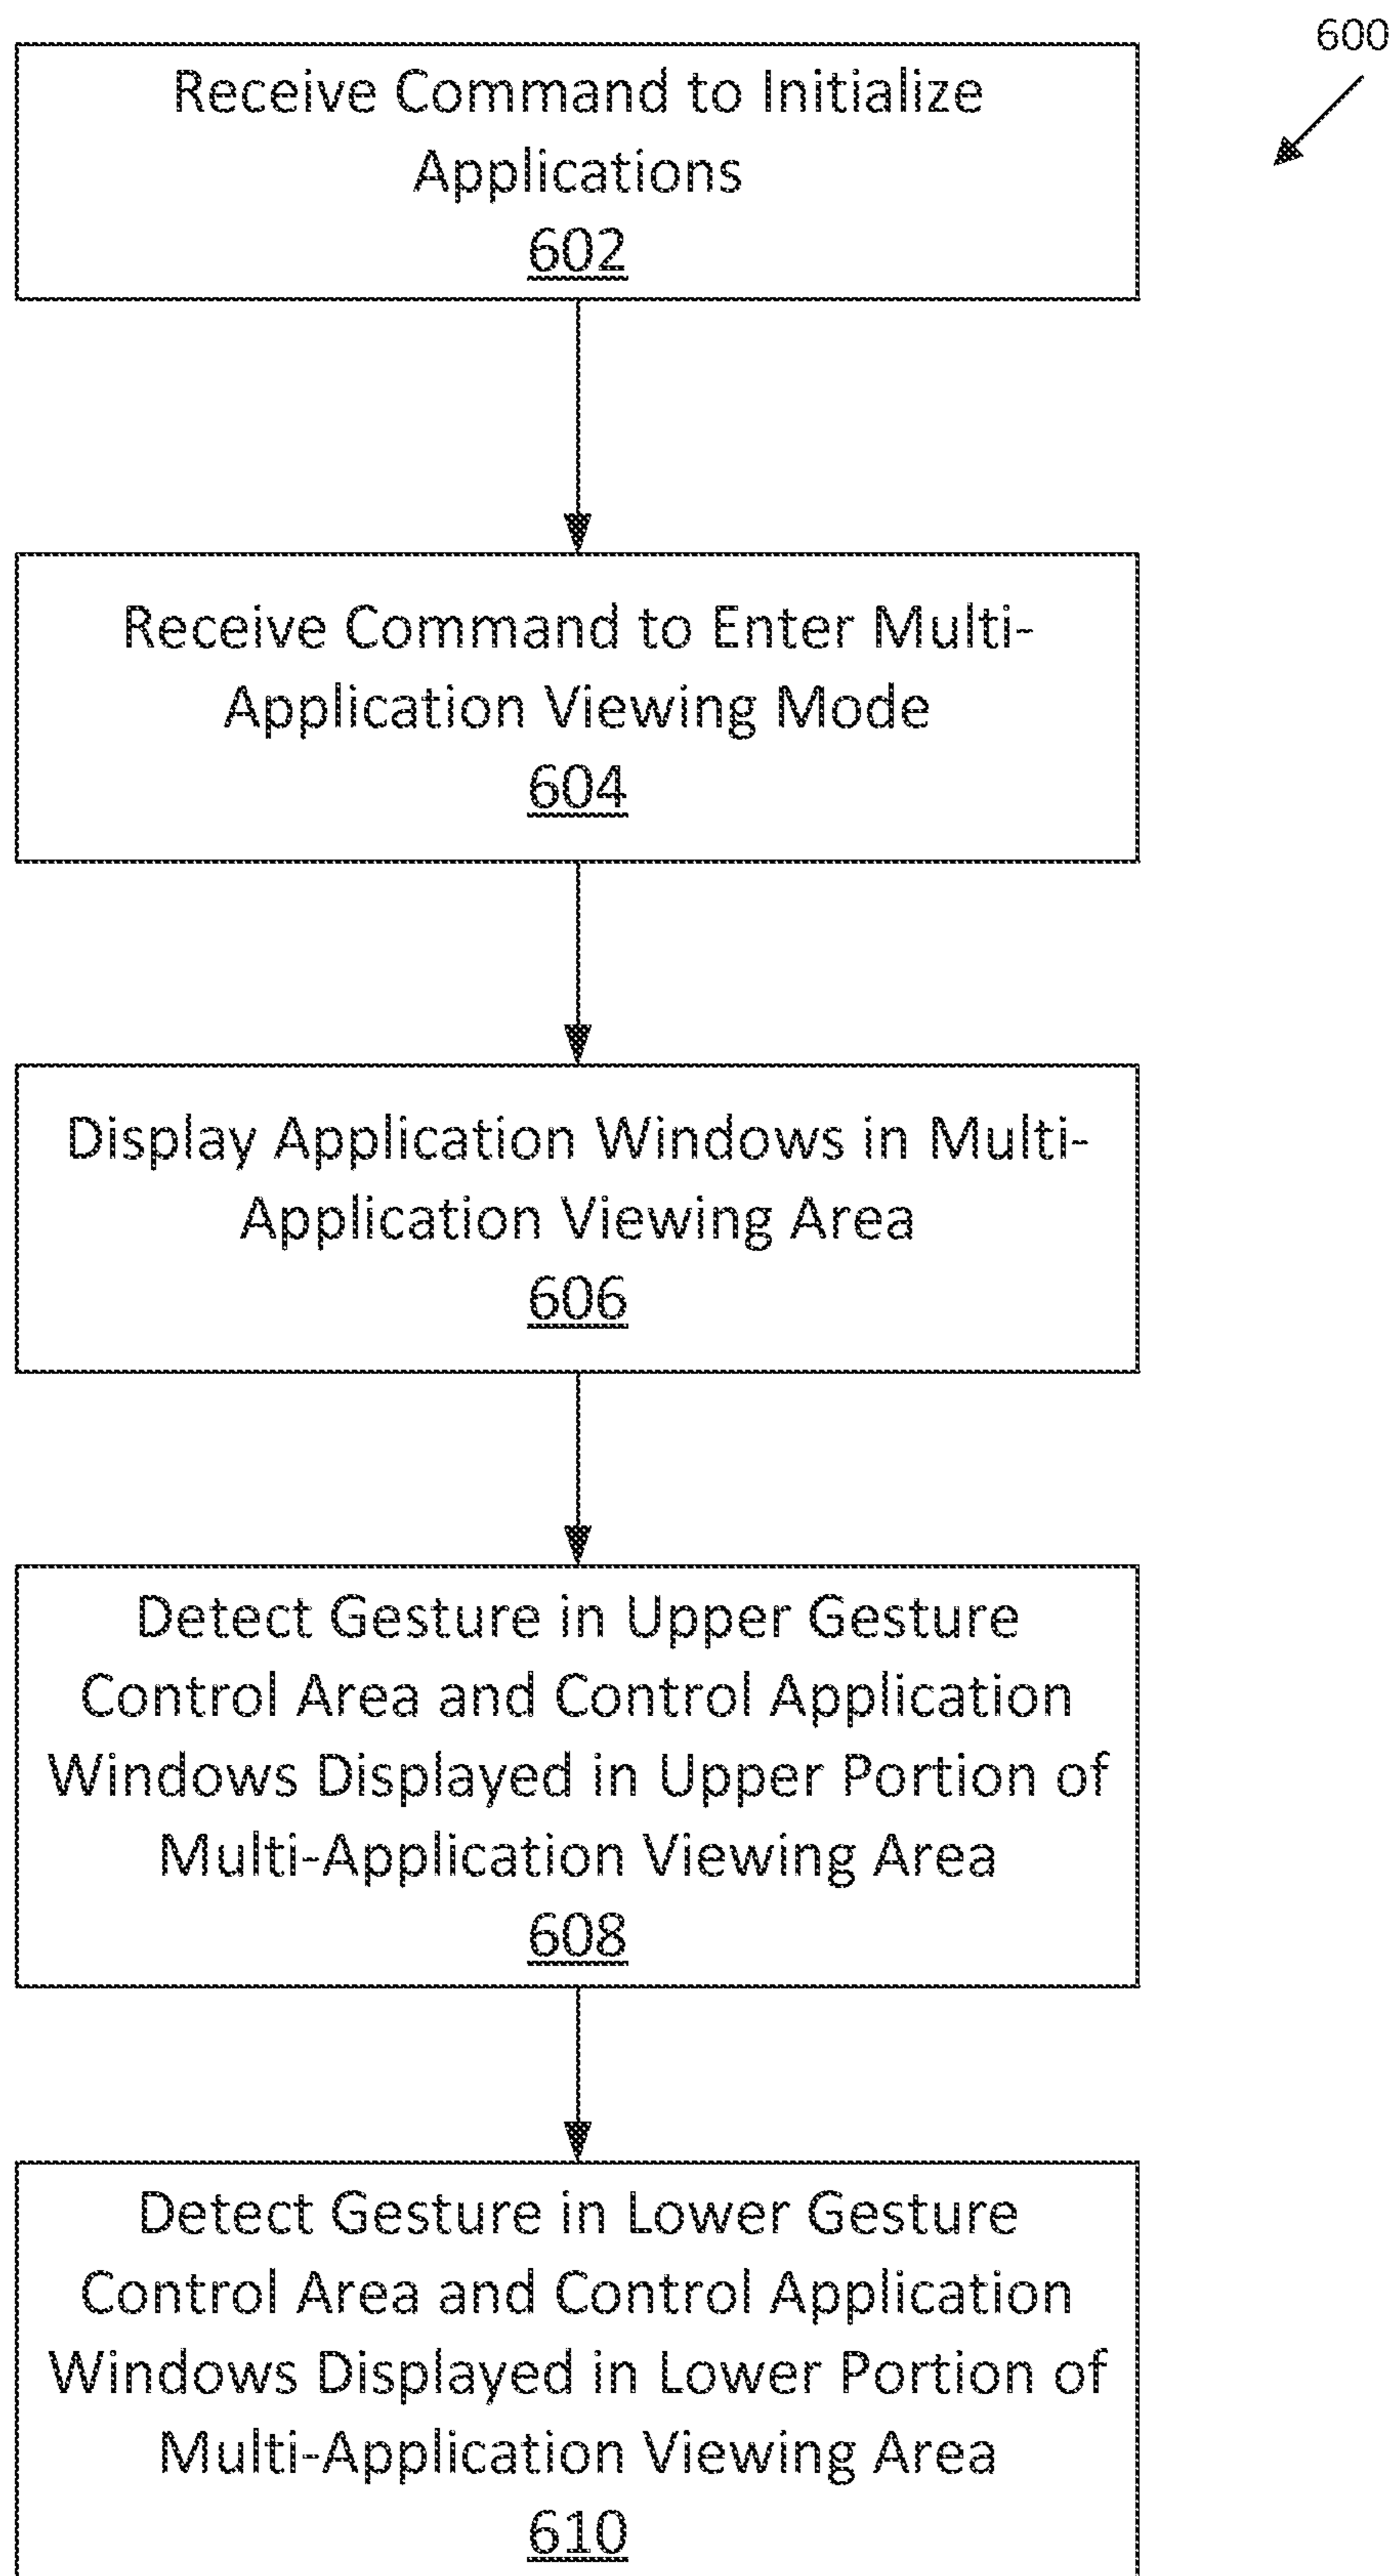 600
Receive Command to Initialize
Applications
602
Receive Command to Enter Multi-
Application Viewing Mode
604
Display Application Windows in Multi-
Application Viewing Area
606
Detect Gesture in Upper Gesture
Control Area and Control Application
Windows Displayed in Upper Portion of
Multi-Application Viewing Area
608
Detect Gesture in Lower Gesture
Control Area and Control Application
Windows Displayed in Lower Portion of
Multi-Application Viewing Area
610